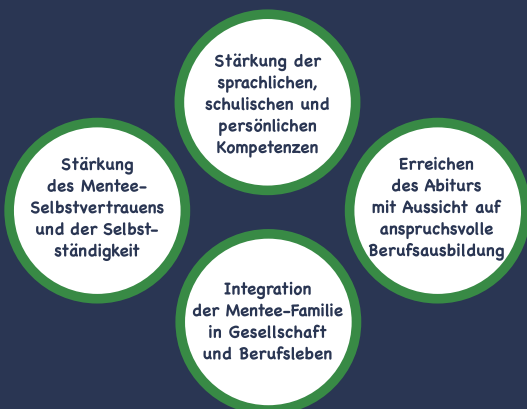 Stärkung der
sprachlichen,
schulischen und
persönlichen
Kompetenzen
Stärkung
des Mentee-
Selbstvertrauens
und der Selbst-
ständigkeit
Erreichen
des Abiturs
mit Aussicht auf
anspruchsvolle
Berufsausbildung
Integration
der Mentee-Familie
in Gesellschaft
und Berufsleben